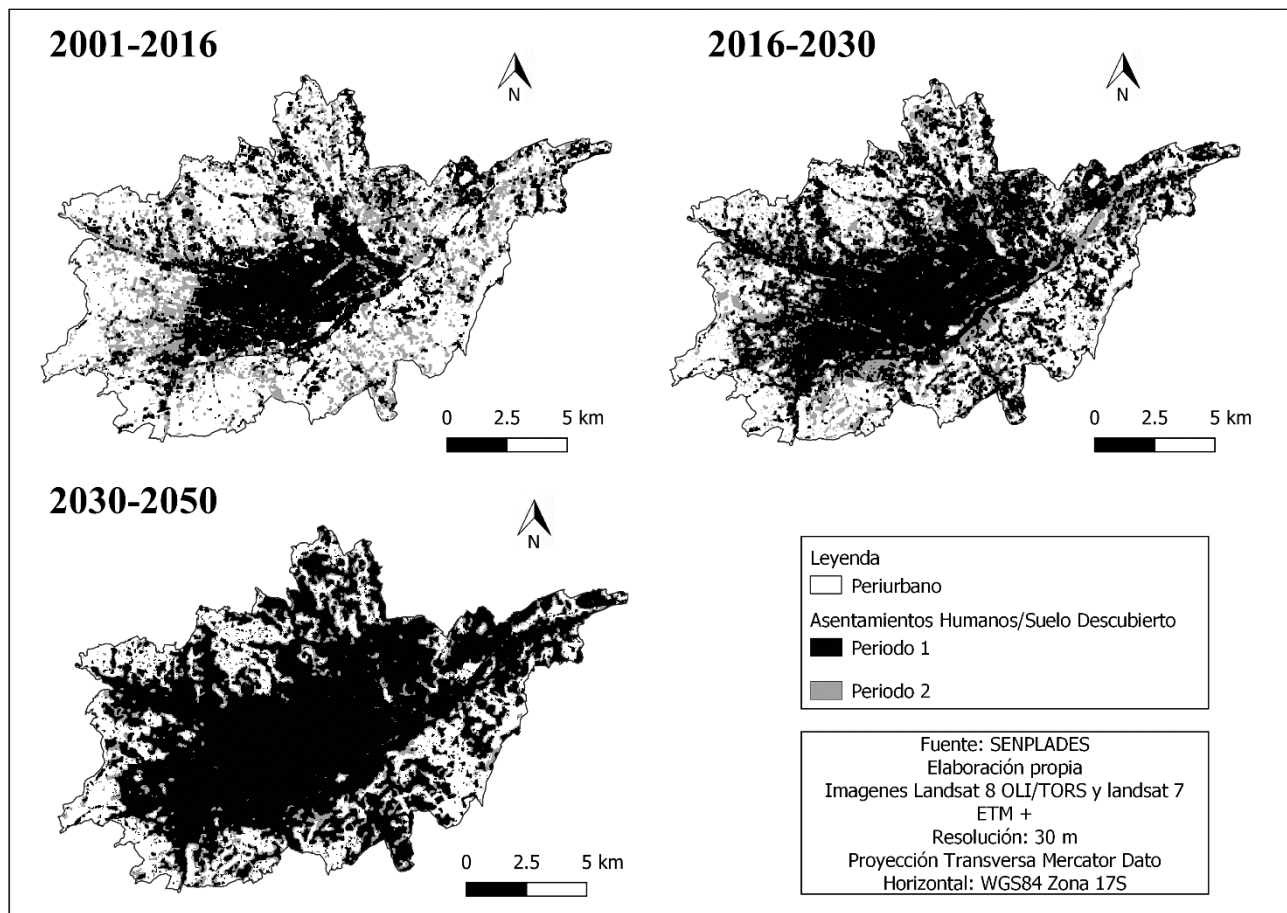 2001-2016
N
0 2.5 5 km
2016-2030
N
0 2.5 5 km
2030-2050
N
0 2.5 5 km
Leyenda
Periurbano
Asentamientos Humanos/Suelo Descubierto
Periodo 1
Periodo 2
Fuente: SENPLADES
Elaboración propia
Imagenes Landsat 8 OLI/TORS y landsat 7
ETM +
Resolución: 30 m
Proyección Transversa Mercator Dato
Horizontal: WGS84 Zona 17S